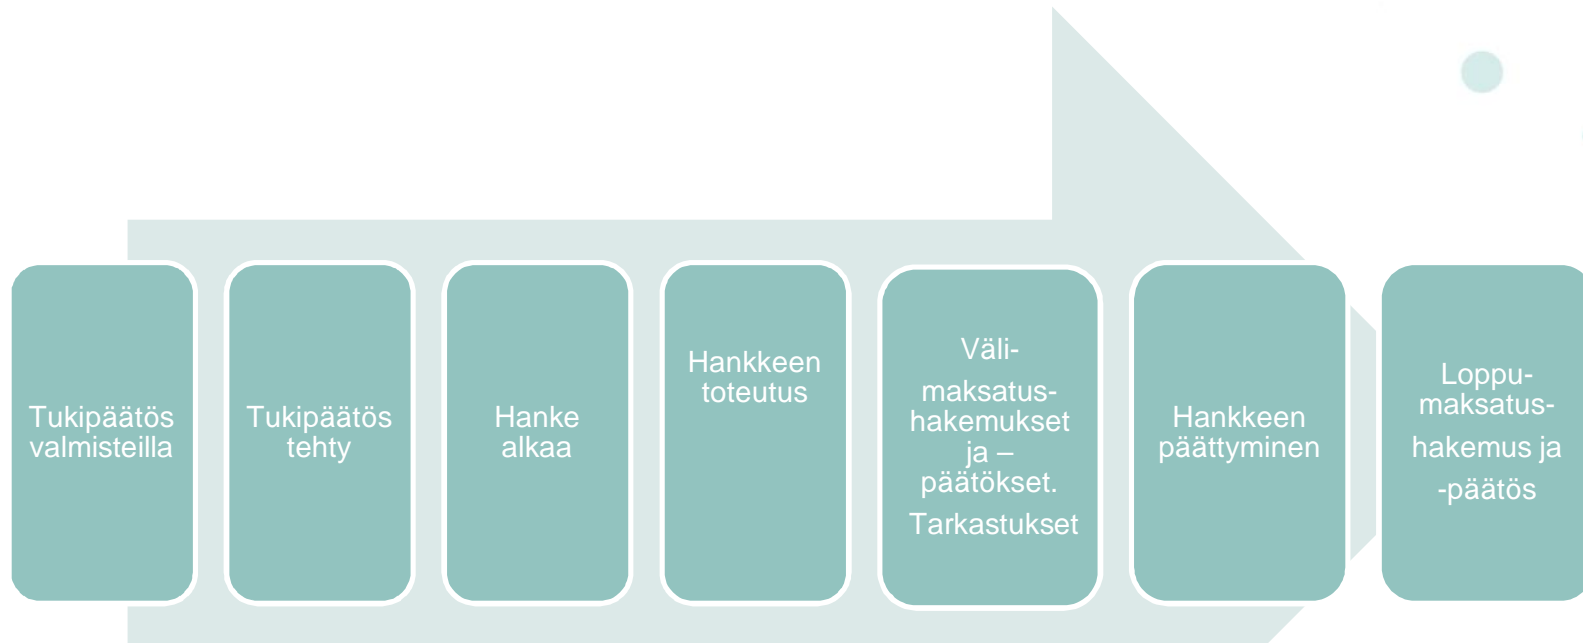 Tukipäätös
valmisteilla
Tukipäätös
tehty
Hanke
alkaa
Hankkeen
toteutus
Väli-
maksatus-
hakemukset
ja –
päätökset.
Tarkastukset
Hankkeen
päättyminen
Loppu-
maksatus-
hakemus ja
-päätös